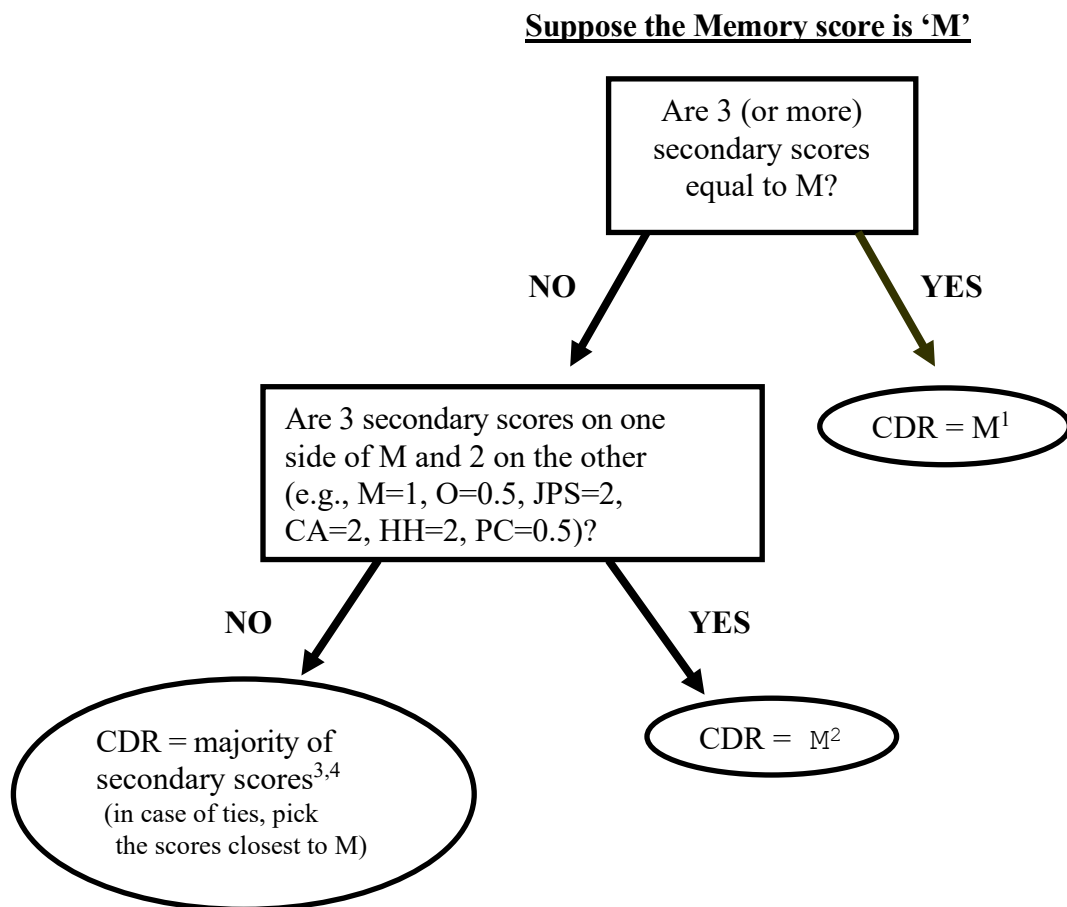 Suppose the Memory score is ‘M’
Are 3 (or more)
secondary scores
equal to M?
NO
YES
Are 3 secondary scores on one
side of M and 2 on the other
(e.g., M=1, O=0.5, JPS=2,
CA=2, HH=2, PC=0.5)?
CDR = M¹
NO
YES
CDR = majority of
secondary scores³,⁴
(in case of ties, pick
the scores closest to M)
CDR = M²